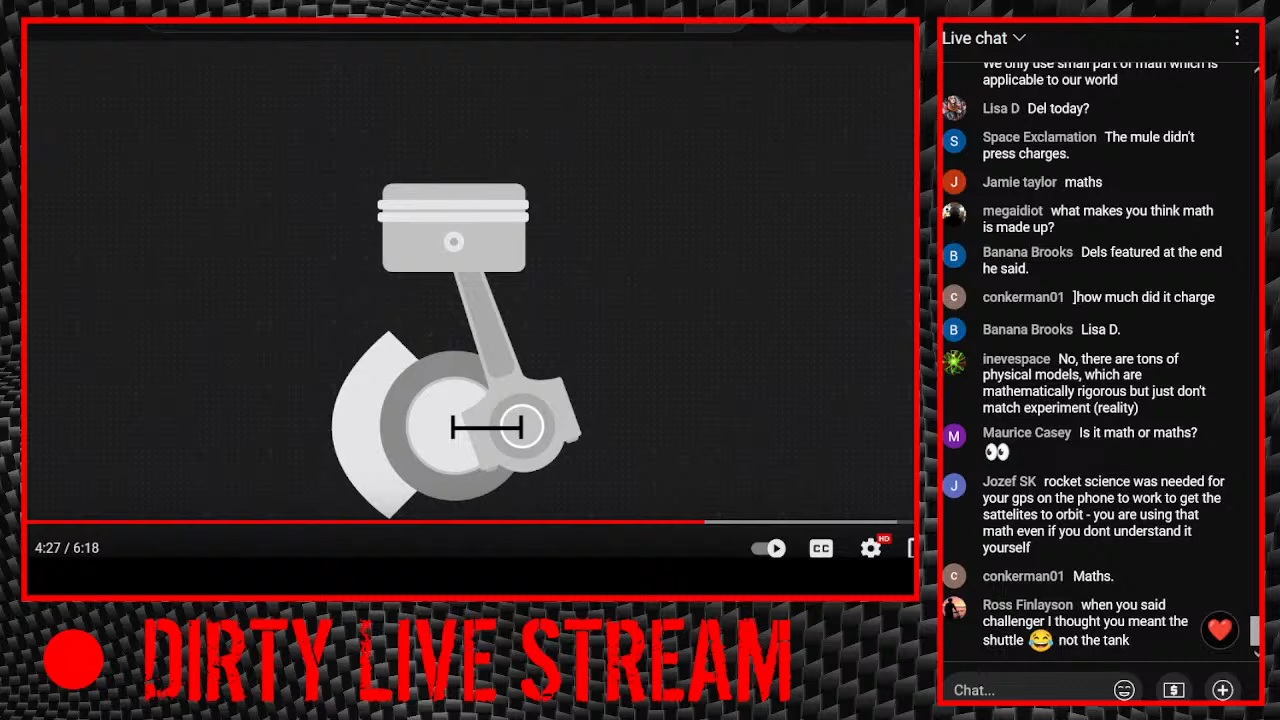 Live chat
We only use small part of math which is
applicable to our world
Lisa D Del today?
S
Space Exclamation The mule didn't
press charges.
J
Jamie taylor maths
megaidiot what makes you think math
is made up?
B
Banana Brooks Dels featured at the end
he said.
c
conkerman01 ]how much did it charge
B
Banana Brooks Lisa D.
inevespace No, there are tons of
physical models, which are
mathematically rigorous but just don't
match experiment (reality)
M
Maurice Casey Is it math or maths?
👀
J
Jozef SK rocket science was needed for
your gps on the phone to work to get the
sattelites to orbit - you are using that
math even if you dont understand it
yourself
c
conkerman01 Maths.
Ross Finlayson when you said
challenger I thought you meant the
shuttle 😂 not the tank
Chat...
4:27 / 6:18
CC
HD
DIRTY LIVE STREAM